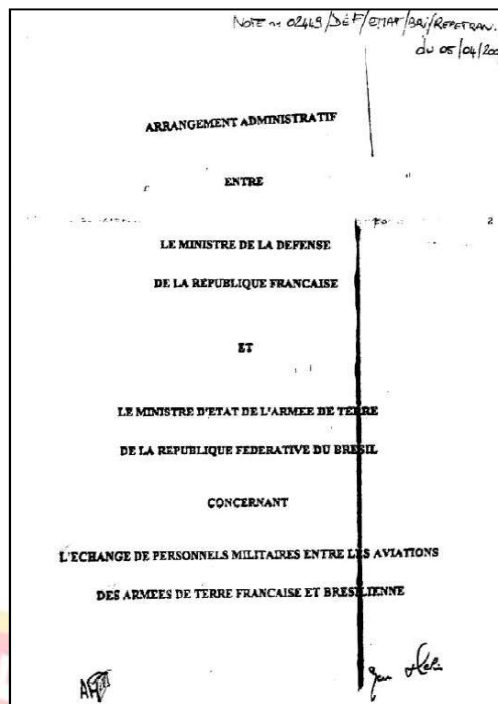 NOTE n° 02449/DÉF/EMAT/BRI/REPETRAN.
du 05/04/200
ARRANGEMENT ADMINISTRATIF
ENTRE
LE MINISTRE DE LA DEFENSE
DE LA REPUBLIQUE FRANCAISE
ET
LE MINISTRE D'ETAT DE L'ARMEE DE TERRE
DE LA REPUBLIQUE FEDERATIVE DU BRESIL
CONCERNANT
L'ECHANGE DE PERSONNELS MILITAIRES ENTRE LES AVIATIONS
DES ARMEES DE TERRE FRANCAISE ET BRESILIENNE